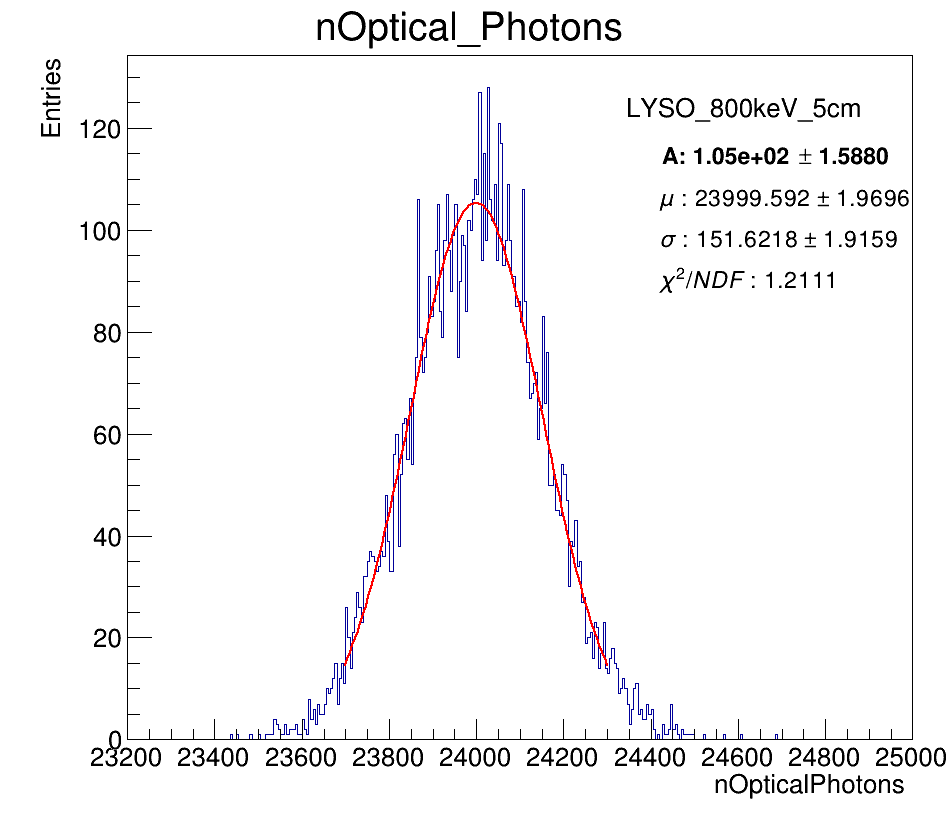 nOptical_Photons
Entries
LYSO_800keV_5cm
A: 1.05e+02 ± 1.5880
μ : 23999.592 ± 1.9696
σ : 151.6218 ± 1.9159
χ²/NDF : 1.2111
120
100
80
60
40
20
0
23200 23400 23600 23800 24000 24200 24400 24600 24800 25000
nOpticalPhotons